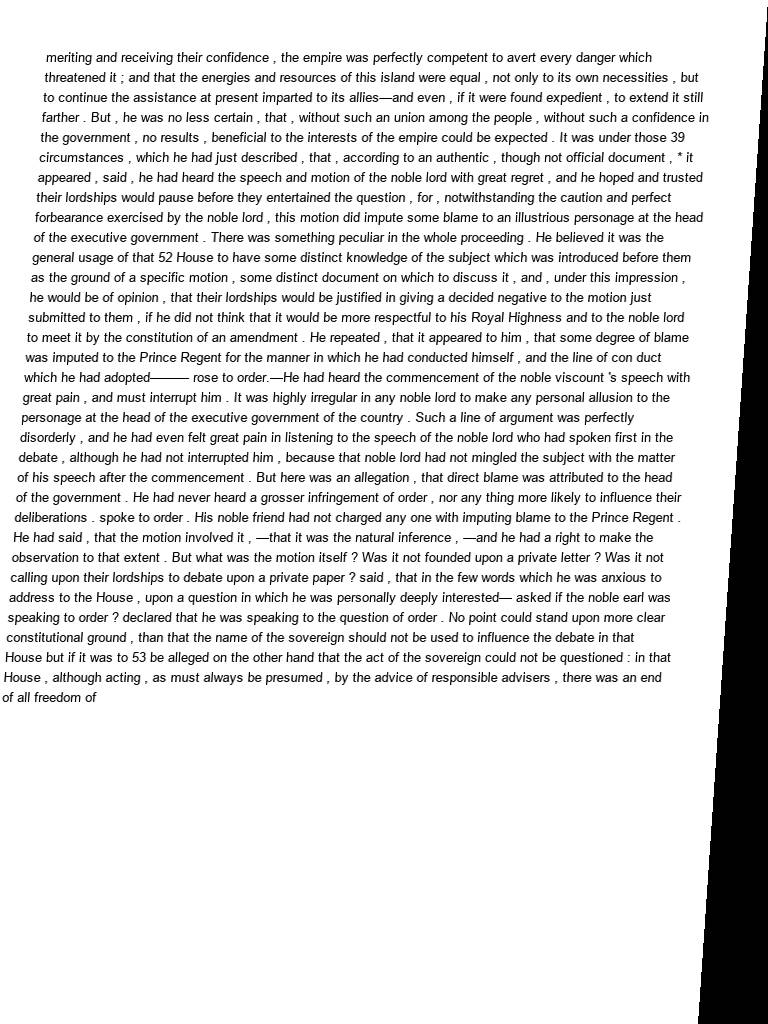 meriting and receiving their confidence , the empire was perfectly competent to avert every danger which
threatened it ; and that the energies and resources of this island were equal , not only to its own necessities , but
to continue the assistance at present imparted to its allies—and even , if it were found expedient , to extend it still
farther . But , he was no less certain , that , without such an union among the people , without such a confidence in
the government , no results , beneficial to the interests of the empire could be expected . It was under those 39
circumstances , which he had just described , that , according to an authentic , though not official document , * it
appeared , said , he had heard the speech and motion of the noble lord with great regret , and he hoped and trusted
their lordships would pause before they entertained the question , for , notwithstanding the caution and perfect
forbearance exercised by the noble lord , this motion did impute some blame to an illustrious personage at the head
of the executive government . There was something peculiar in the whole proceeding . He believed it was the
general usage of that 52 House to have some distinct knowledge of the subject which was introduced before them
as the ground of a specific motion , some distinct document on which to discuss it , and , under this impression ,
he would be of opinion , that their lordships would be justified in giving a decided negative to the motion just
submitted to them , if he did not think that it would be more respectful to his Royal Highness and to the noble lord
to meet it by the constitution of an amendment . He repeated , that it appeared to him , that some degree of blame
was imputed to the Prince Regent for the manner in which he had conducted himself , and the line of con duct
which he had adopted——— rose to order.—He had heard the commencement of the noble viscount 's speech with
great pain , and must interrupt him . It was highly irregular in any noble lord to make any personal allusion to the
personage at the head of the executive government of the country . Such a line of argument was perfectly
disorderly , and he had even felt great pain in listening to the speech of the noble lord who had spoken first in the
debate , although he had not interrupted him , because that noble lord had not mingled the subject with the matter
of his speech after the commencement . But here was an allegation , that direct blame was attributed to the head
of the government . He had never heard a grosser infringement of order , nor any thing more likely to influence their
deliberations . spoke to order . His noble friend had not charged any one with imputing blame to the Prince Regent .
He had said , that the motion involved it , —that it was the natural inference , —and he had a right to make the
observation to that extent . But what was the motion itself ? Was it not founded upon a private letter ? Was it not
calling upon their lordships to debate upon a private paper ? said , that in the few words which he was anxious to
address to the House , upon a question in which he was personally deeply interested— asked if the noble earl was
speaking to order ? declared that he was speaking to the question of order . No point could stand upon more clear
constitutional ground , than that the name of the sovereign should not be used to influence the debate in that
House but if it was to 53 be alleged on the other hand that the act of the sovereign could not be questioned : in that
House , although acting , as must always be presumed , by the advice of responsible advisers , there was an end
of all freedom of